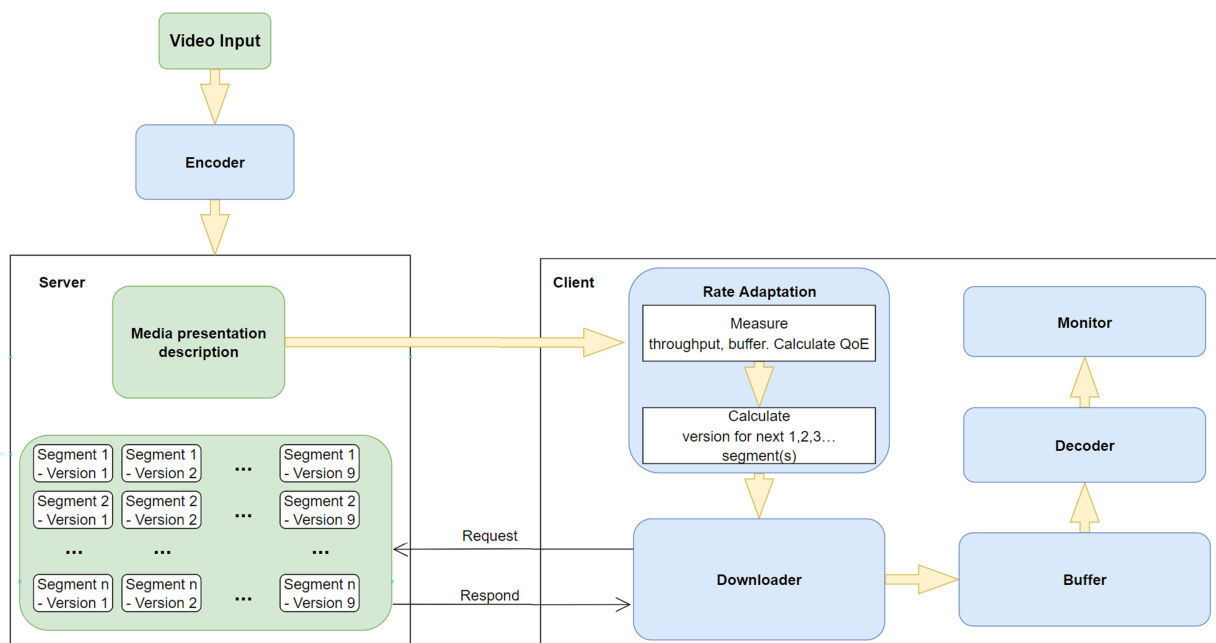 Video Input
Encoder
Server
Media presentation
description
Segment 1
- Version 1
Segment 1
- Version 2
...
Segment 1
- Version 9
Segment 2
- Version 1
Segment 2
- Version 2
...
Segment 2
- Version 9
...
...
...
Segment n
- Version 1
Segment n
- Version 2
...
Segment n
- Version 9
Request
Respond
Client
Rate Adaptation
Measure
throughput, buffer. Calculate QoE
Calculate
version for next 1,2,3...
segment(s)
Downloader
Monitor
Decoder
Buffer